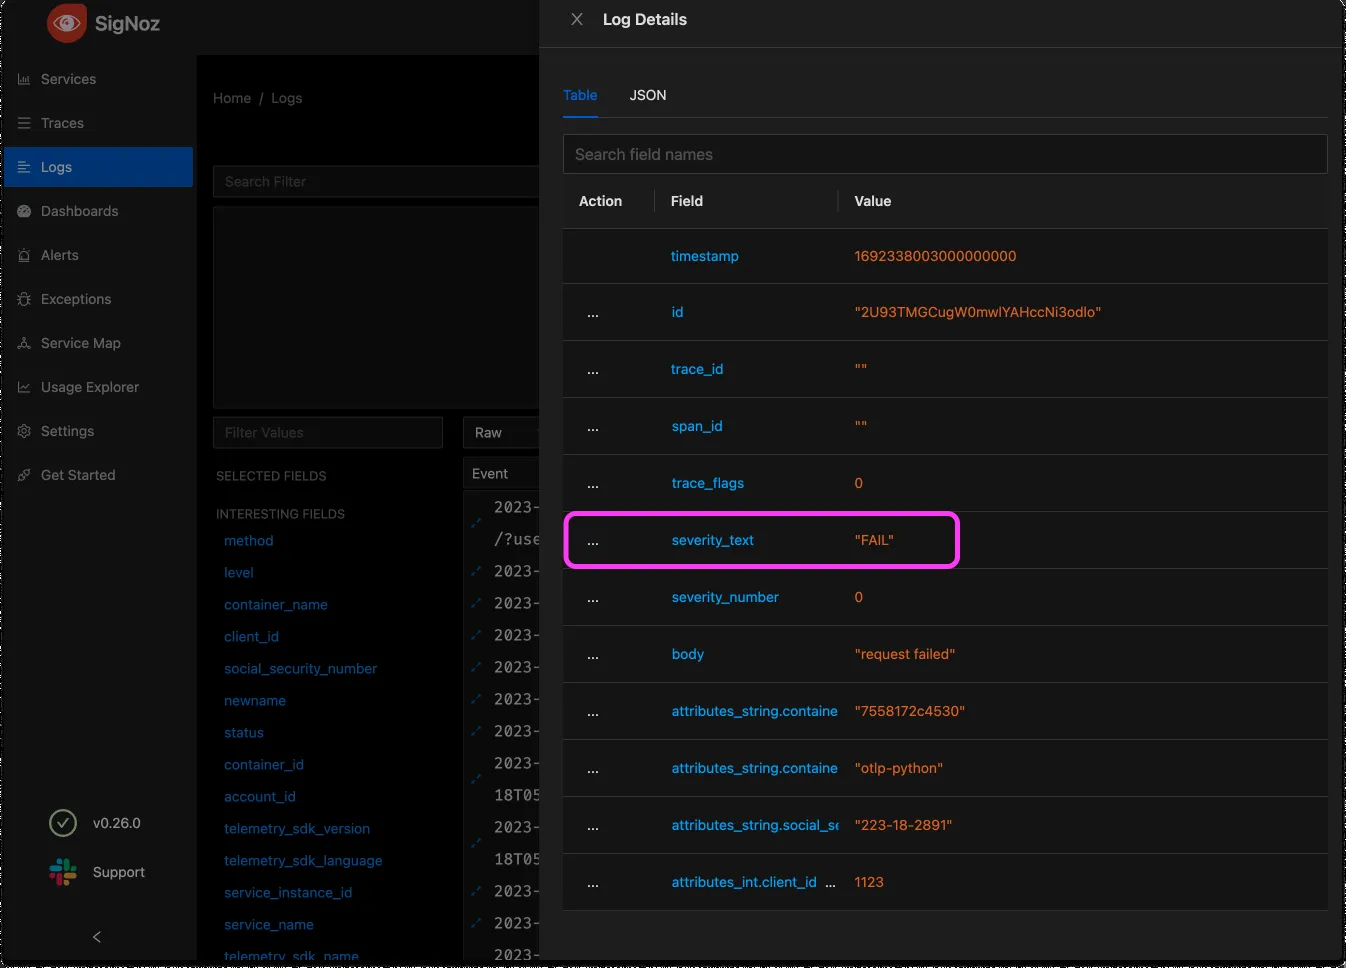 SigNoz
Services
Traces
Logs
Dashboards
Alerts
Exceptions
Service Map
Usage Explorer
Settings
Get Started
v0.26.0
Support
Home / Logs
Search Filter
Filter Values
Raw
SELECTED FIELDS
INTERESTING FIELDS
method
level
container_name
client_id
social_security_number
newname
status
container_id
account_id
telemetry_sdk_version
telemetry_sdk_language
service_instance_id
service_name
telemetry_sdk_name
Event
2023-
/?use
2023-
2023-
2023-
2023-
2023-
2023-
2023-
18T05
2023-
18T05
2023-
2023-
2023-
Log Details
Table JSON
Search field names
Action Field Value
timestamp 1692338003000000000
... id "2U93TMGCugW0mwlYAHccNi3odlo"
... trace_id ""
... span_id ""
... trace_flags 0
... severity_text "FAIL"
... severity_number 0
... body "request failed"
... attributes_string.containe "7558172c4530"
... attributes_string.containe "otlp-python"
... attributes_string.social_se "223-18-2891"
... attributes_int.client_id ... 1123